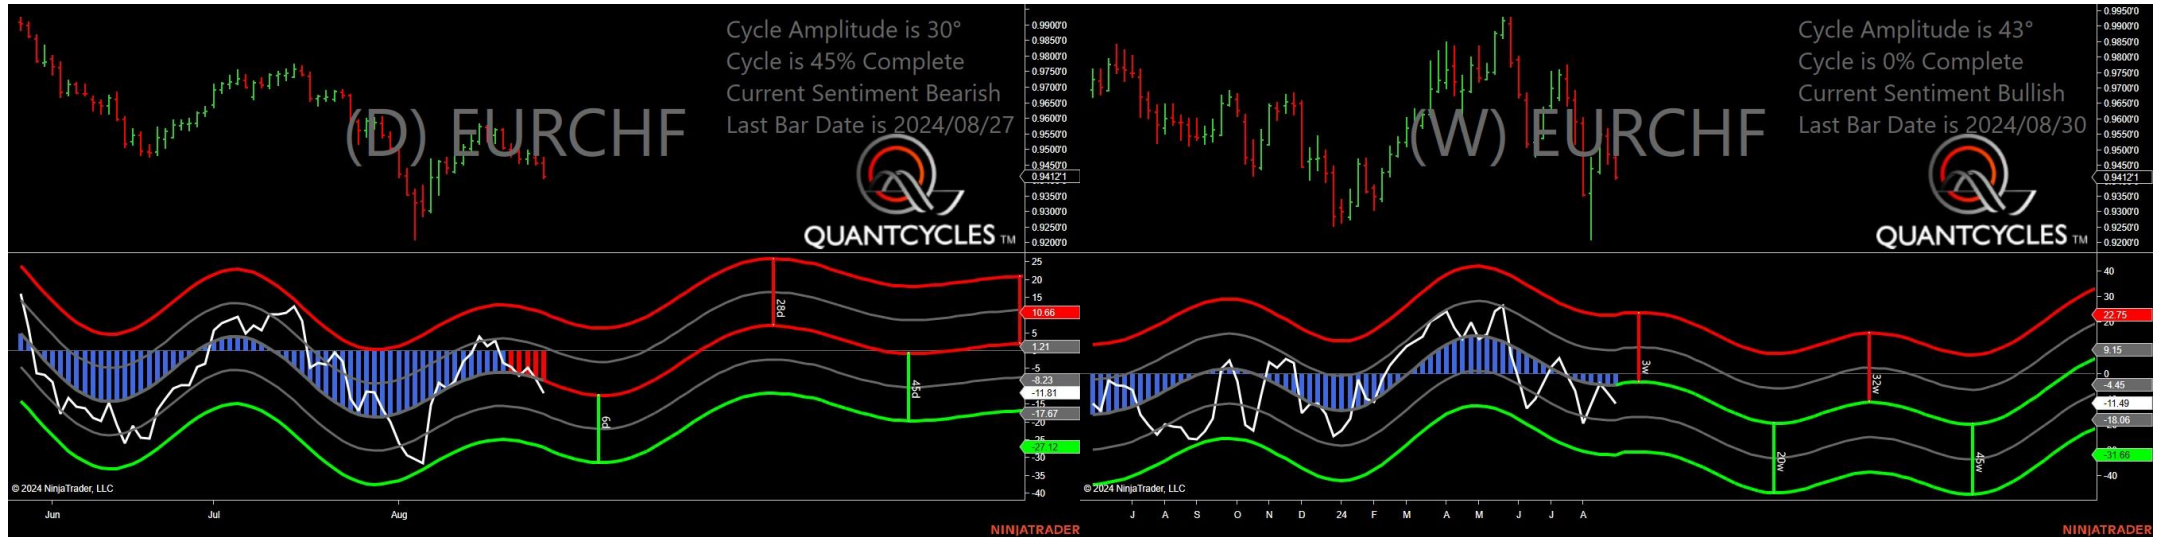 Cycle Amplitude is 30°
Cycle is 45% Complete
Current Sentiment Bearish
Last Bar Date is 2024/08/27
(D) EURCHF
QUANTCYCLES TM
0.9900'0
0.9850'0
0.9800'0
0.9750'0
0.9700'0
0.9650'0
0.9600'0
0.9550'0
0.9500'0
0.9450'0
0.9412'1
0.9350'0
0.9300'0
0.9250'0
0.9200'0
25
20
15
10.66
5
1.21
-5
-8.23
-11.81
-15
-17.67
-20
-27.12
-30
-35
-40
28d
45d
6d
© 2024 NinjaTrader, LLC
Jun Jul Aug
NINJATRADER
Cycle Amplitude is 43°
Cycle is 0% Complete
Current Sentiment Bullish
Last Bar Date is 2024/08/30
(W) EURCHF
QUANTCYCLES TM
0.9950'0
0.9900'0
0.9850'0
0.9800'0
0.9750'0
0.9700'0
0.9650'0
0.9600'0
0.9550'0
0.9500'0
0.9450'0
0.9412'1
0.9350'0
0.9300'0
0.9250'0
0.9200'0
40
30
22.75
20
9.15
0
-4.45
-11.49
-18.06
-31.66
-40
3w
32w
20w
45w
© 2024 NinjaTrader, LLC
J A S O N D 24 F M A M J J A
NINJATRADER